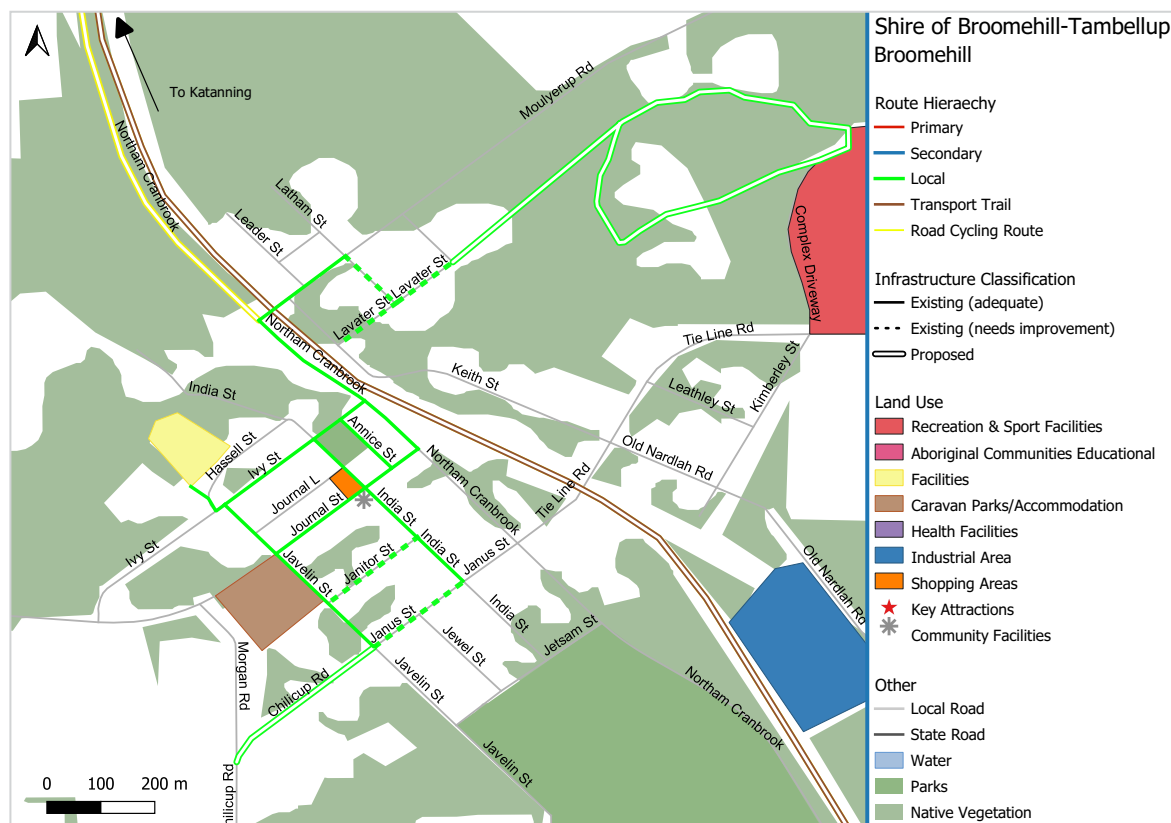 Shire of Broomehill-Tambellup
Broomehill
Route Hieraechy
Primary
Secondary
Local
Transport Trail
Road Cycling Route
Infrastructure Classification
Existing (adequate)
Existing (needs improvement)
Proposed
Land Use
Recreation & Sport Facilities
Aboriginal Communities Educational
Facilities
Caravan Parks/Accommodation
Health Facilities
Industrial Area
Shopping Areas
Key Attractions
Community Facilities
Other
Local Road
State Road
Water
Parks
Native Vegetation
To Katanning
Moulyerup Rd
Northam Cranbrook
Latham St
Leader St
Complex Driveway
Lavater St
Lavater St
Northam Cranbrook
Tie Line Rd
Keith St
Kimberley St
India St
Leathley St
Annice St
Hassell St
Ivy St
Old Nardlah Rd
Northam Cranbrook
Journal L
Tie Line Rd
Journal St
India St
Old Nardlah Rd
Ivy St
India St
Janus St
Janitor St
Javelin St
India St
Janus St
Jewel St
Jetsam St
Morgan Rd
Chilicup Rd
Javelin St
Northam Cranbrook
Javelin St
hilicup Rd
0 100 200 m